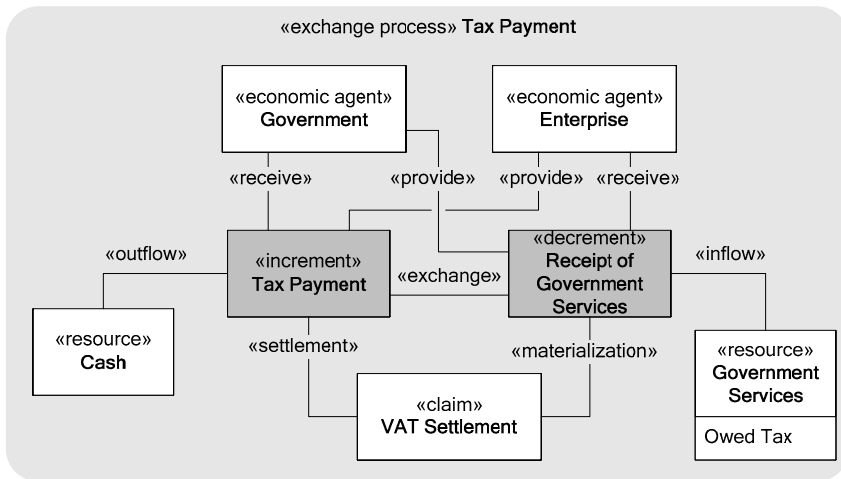 «exchange process» Tax Payment
«economic agent»
Government
«economic agent»
Enterprise
«receive»
«provide»
«provide»
«receive»
«outflow»
«increment»
Tax Payment
«exchange»
«decrement»
Receipt of
Government
Services
«inflow»
«resource»
Cash
«settlement»
«materialization»
«resource»
Government
Services
Owed Tax
«claim»
VAT Settlement